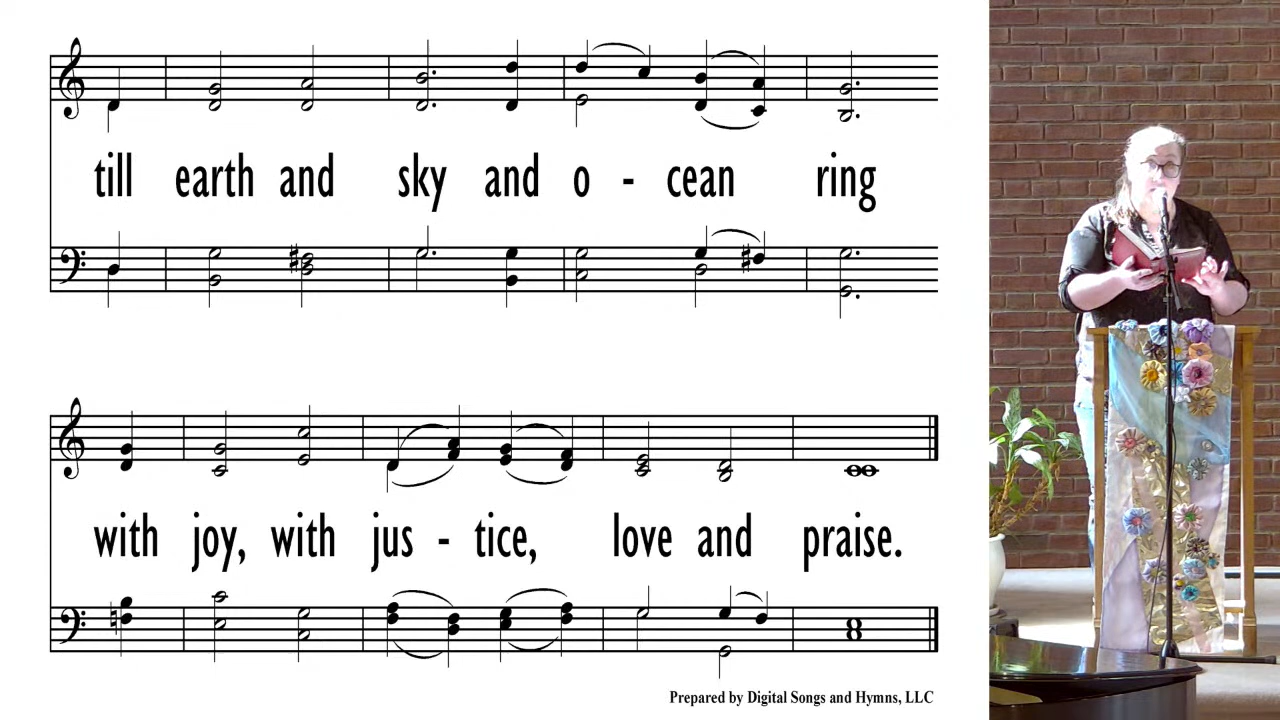 till earth and sky and o - cean ring
with joy, with jus - tice, love and praise.
Prepared by Digital Songs and Hymns, LLC